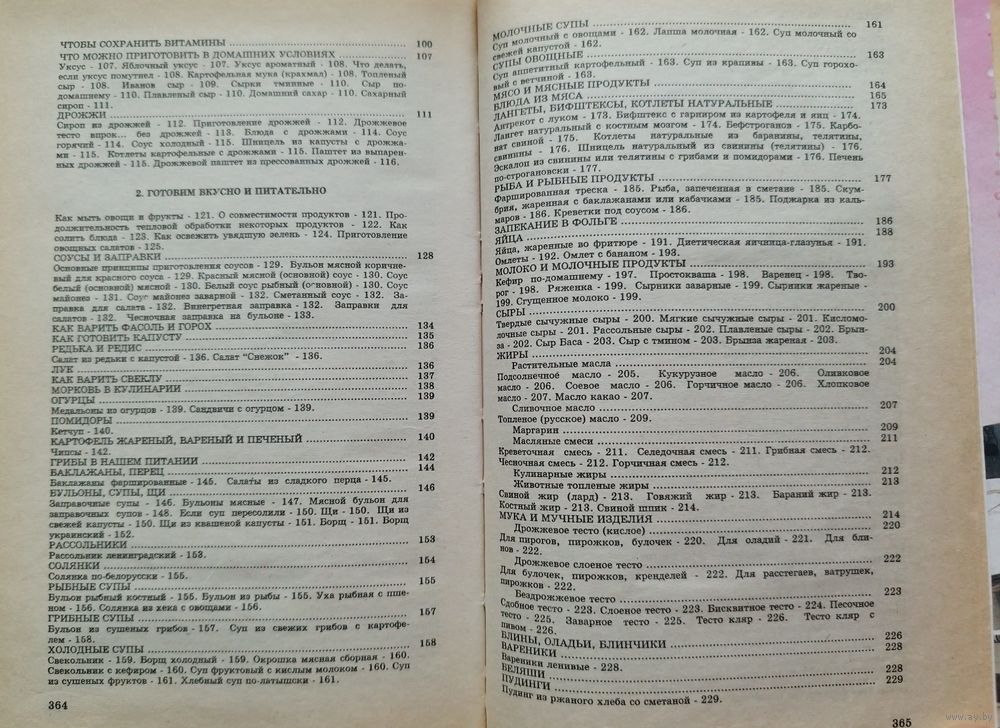 ЧТОБЫ СОХРАНИТЬ ВИТАМИНЫ ........ 100
ЧТО МОЖНО ПРИГОТОВИТЬ В ДОМАШНИХ УСЛОВИЯХ ........ 107
Уксус - 107. Яблочный уксус - 107. Уксус ароматный - 108. Что делать,
если уксус помутнел - 108. Картофельная мука (крахмал) - 108. Топленый
сыр - 108. Иванов сыр - 109. Сырки тминные - 110. Сыр по-
домашнему - 110. Плавленый сыр - 110. Домашний сахар - 110. Сахарный
сироп - 111.
ДРОЖЖИ ........ 111
Сироп из дрожжей - 112. Приготовление дрожжей - 112. Дрожжевое
тесто впрок... без дрожжей - 113. Блюда с дрожжами - 114. Соус
горячий - 114. Соус холодный - 115. Шницель из капусты с дрожжа-
ми - 115. Котлеты картофельные с дрожжами - 115. Паштет из выпарен-
ных дрожжей - 115. Дрожжевой паштет из прессованных дрожжей - 116.
2. ГОТОВИМ ВКУСНО И ПИТАТЕЛЬНО
Как мыть овощи и фрукты - 121. О совместимости продуктов - 121. Про-
должительность тепловой обработки некоторых продуктов - 122. Как
солить блюда - 123. Как освежить увядшую зелень - 124. Приготовление
овощных салатов - 125.
СОУСЫ И ЗАПРАВКИ ........ 128
Основные принципы приготовления соусов - 129. Бульон мясной коричне-
вый для красного соуса - 129. Красный мясной (основной) соус - 130. Соус
белый (основной) мясной - 130. Белый соус рыбный (основной) - 130. Соус
майонез - 131. Соус майонез заварной - 132. Сметанный соус - 132. За-
правка для салата - 132. Винегретная заправка - 132. Заправки для
салатов - 132. Чесночная заправка на бульоне - 133.
КАК ВАРИТЬ ФАСОЛЬ И ГОРОХ ........ 134
КАК ГОТОВИТЬ КАПУСТУ ........ 135
РЕДЬКА И РЕДИС ........ 136
Салат из редьки с капустой - 136. Салат "Снежок" - 136.
ЛУК ........ 136
КАК ВАРИТЬ СВЕКЛУ ........ 137
МОРКОВЬ В КУЛИНАРИИ ........ 138
ОГУРЦЫ ........ 139
Медальоны из огурцов - 139. Сандвичи с огурцом - 139.
ПОМИДОРЫ ........ 139
Кетчуп - 140.
КАРТОФЕЛЬ ЖАРЕНЫЙ, ВАРЕНЫЙ И ПЕЧЕНЫЙ ........ 140
Чипсы - 142.
ГРИБЫ В НАШЕМ ПИТАНИИ ........ 142
БАКЛАЖАНЫ, ПЕРЕЦ ........ 144
Баклажаны фаршированные - 145. Салаты из сладкого перца - 145.
БУЛЬОНЫ, СУПЫ, ЩИ ........ 146
Заправочные супы - 146. Бульоны мясные - 147. Мясной бульон для
заправочных супов - 148. Если суп пересолили - 150. Щи - 150. Щи из
свежей капусты - 150. Щи из квашеной капусты - 151. Борщ - 151. Борщ
украинский - 152.
РАССОЛЬНИКИ ........ 153
Рассольник ленинградский - 153.
СОЛЯНКИ ........ 154
Солянка по-белорусски - 155.
РЫБНЫЕ СУПЫ ........ 155
Бульон рыбный костный - 155. Бульон из рыбы - 155. Уха рыбная с пше-
ном - 156. Солянка из хека с овощами - 156.
ГРИБНЫЕ СУПЫ ........ 157
Бульон из сушеных грибов - 157. Суп из свежих грибов с картофе-
лем - 158.
ХОЛОДНЫЕ СУПЫ ........ 158
Свекольник - 159. Борщ холодный - 159. Окрошка мясная сборная - 160.
Свекольник с кефиром - 160. Суп фруктовый с кислым молоком - 160. Суп
из сушеных фруктов - 161. Хлебный суп по-латышски - 161.
364
МОЛОЧНЫЕ СУПЫ ........ 161
Суп молочный с овощами - 162. Лапша молочная - 162. Суп молочный со
свежей капустой - 162.
СУПЫ ОВОЩНЫЕ ........ 163
Суп аппетитный картофельный - 163. Суп из крапивы - 163. Суп горохо-
вый с ветчиной - 163.
МЯСО И МЯСНЫЕ ПРОДУКТЫ ........ 164
БЛЮДА ИЗ МЯСА ........ 165
ЛАНГЕТЫ, БИФШТЕКСЫ, КОТЛЕТЫ НАТУРАЛЬНЫЕ ........ 173
Антрекот с луком - 173. Бифштекс с гарниром из картофеля и яиц - 174.
Лангет натуральный с костным мозгом - 174. Бефстроганов - 175. Карбо-
нат свиной - 175. Котлеты натуральные из баранины, телятины,
свинины - 176. Шницель натуральный из свинины (телятины) - 176.
Эскалоп из свинины или телятины с грибами и помидорами - 176. Печень
по-строгановски - 177.
РЫБА И РЫБНЫЕ ПРОДУКТЫ ........ 177
Фаршированная треска - 185. Рыба, запеченная в сметане - 185. Скум-
брия, жаренная с баклажанами или кабачками - 185. Поджарка из каль-
маров - 186. Креветки под соусом - 186.
ЗАПЕКАНИЕ В ФОЛЬГЕ ........ 186
ЯЙЦА ........ 188
Яйца, жаренные во фритюре - 191. Диетическая яичница-глазунья - 191.
Омлеты - 192. Омлет с бананом - 193.
МОЛОКО И МОЛОЧНЫЕ ПРОДУКТЫ ........ 193
Кефир по-домашнему - 197. Простокваша - 198. Варенец - 198. Тво-
рог - 198. Ряженка - 199. Сырники заварные - 199. Сырники жареные -
199. Сгущенное молоко - 199.
СЫРЫ ........ 200
Твердые сычужные сыры - 200. Мягкие сычужные сыры - 201. Кисломо-
лочные сыры - 201. Рассольные сыры - 202. Плавленые сыры - 202. Брын-
за - 202. Сыр Баса - 203. Сыр с тмином - 203. Брынза жареная - 203.
ЖИРЫ ........ 204
Растительные масла ........ 204
Подсолнечное масло - 205. Кукурузное масло - 206. Оливковое
масло - 206. Соевое масло - 206. Горчичное масло - 206. Хлопковое
масло - 207. Масло какао - 207.
Сливочное масло ........ 207
Топленое (русское) масло - 209.
Маргарин ........ 209
Масляные смеси ........ 211
Креветочная смесь - 211. Селедочная смесь - 211. Грибная смесь - 212.
Чесночная смесь - 212. Горчичная смесь - 212.
Кулинарные жиры ........ 212
Животные топленые жиры ........ 213
Свиной жир (лард) - 213. Говяжий жир - 213. Бараний жир - 213.
Костный жир - 213. Свиной шпик - 214.
МУКА И МУЧНЫЕ ИЗДЕЛИЯ ........ 214
Дрожжевое тесто (кислое) ........ 220
Для пирогов, пирожков, булочек - 220. Для оладий - 221. Для бли-
нов - 222.
Дрожжевое слоеное тесто ........ 222
Для булочек, пирожков, кренделей - 222. Для расстегаев, ватрушек,
пирожков - 222.
Бездрожжевое тесто ........ 223
Сдобное тесто - 223. Слоеное тесто - 223. Бисквитное тесто - 224. Песочное
тесто - 225. Заварное тесто - 225. Тесто кляр - 226. Тесто кляр с
пивом - 226.
БЛИНЫ, ОЛАДЬИ, БЛИНЧИКИ ........ 226
ВАРЕНИКИ ........ 228
Вареники ленивые - 228.
БЕЛЯШИ ........ 228
ПУДИНГИ ........ 229
Пудинг из ржаного хлеба со сметаной - 229.
365
www.ay.by